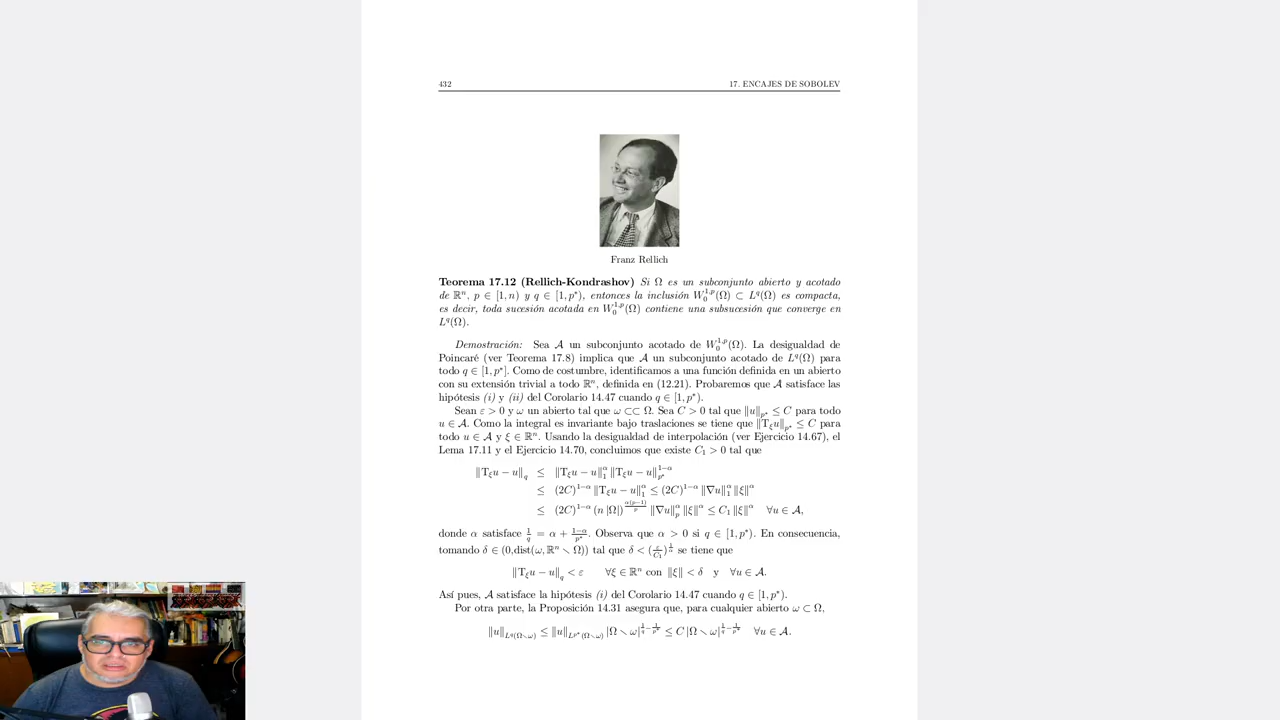 432 17. ENCAJES DE SOBOLEV
Franz Rellich
Teorema 17.12 (Rellich-Kondrashov) Si Ω es un subconjunto abierto y acotado
de ℝⁿ, p ∈ [1, n) y q ∈ [1, p*), entonces la inclusión W₀^{1,p}(Ω) ⊂ L^q(Ω) es compacta,
es decir, toda sucesión acotada en W₀^{1,p}(Ω) contiene una subsucesión que converge en
L^q(Ω).
Demostración: Sea 𝒜 un subconjunto acotado de W₀^{1,p}(Ω). La desigualdad de
Poincaré (ver Teorema 17.8) implica que 𝒜 un subconjunto acotado de L^q(Ω) para
todo q ∈ [1, p*]. Como de costumbre, identificamos a una función definida en un abierto
con su extensión trivial a todo ℝⁿ, definida en (12.21). Probaremos que 𝒜 satisface las
hipótesis (i) y (ii) del Corolario 14.47 cuando q ∈ [1, p*).
Sean ε > 0 y ω un abierto tal que ω ⊂⊂ Ω. Sea C > 0 tal que ‖u‖_{p*} ≤ C para todo
u ∈ 𝒜. Como la integral es invariante bajo traslaciones se tiene que ‖T_ξu‖_{p*} ≤ C para
todo u ∈ 𝒜 y ξ ∈ ℝⁿ. Usando la desigualdad de interpolación (ver Ejercicio 14.67), el
Lema 17.11 y el Ejercicio 14.70, concluimos que existe C₁ > 0 tal que
‖T_ξu − u‖_q ≤ ‖T_ξu − u‖_1^α ‖T_ξu − u‖_{p*}^{1−α}
≤ (2C)^{1−α} ‖T_ξu − u‖_1^α ≤ (2C)^{1−α} ‖∇u‖_1^α ‖ξ‖^α
≤ (2C)^{1−α} (n |Ω|)^{α(p−1)/p} ‖∇u‖_p^α ‖ξ‖^α ≤ C₁ ‖ξ‖^α ∀u ∈ 𝒜,
donde α satisface 1/q = α + (1−α)/p*. Observa que α > 0 si q ∈ [1, p*). En consecuencia,
tomando δ ∈ (0,dist(ω, ℝⁿ ∖ Ω)) tal que δ < (ε/C₁)^{1/α} se tiene que
‖T_ξu − u‖_q < ε ∀ξ ∈ ℝⁿ con ‖ξ‖ < δ y ∀u ∈ 𝒜.
Así pues, 𝒜 satisface la hipótesis (i) del Corolario 14.47 cuando q ∈ [1, p*).
Por otra parte, la Proposición 14.31 asegura que, para cualquier abierto ω ⊂ Ω,
‖u‖_{L^q(Ω∖ω)} ≤ ‖u‖_{L^{p*}(Ω∖ω)} |Ω ∖ ω|^{1/q − 1/p*} ≤ C |Ω ∖ ω|^{1/q − 1/p*} ∀u ∈ 𝒜.